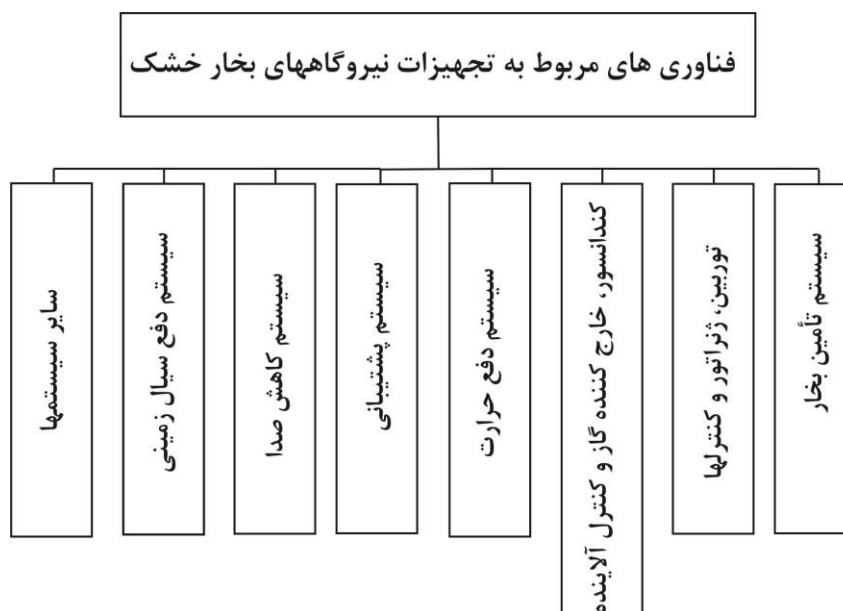 فناوری های مربوط به تجهیزات نیروگاههای بخار خشک
سیستم تأمین بخار
توربین، ژنراتور و کنترلها
کندانسور، خارج کننده گاز و کنترل آلاینده
سیستم دفع حرارت
سیستم پشتیبانی
سیستم کاهش صدا
سیستم دفع سیال زمینی
سایر سیستمها